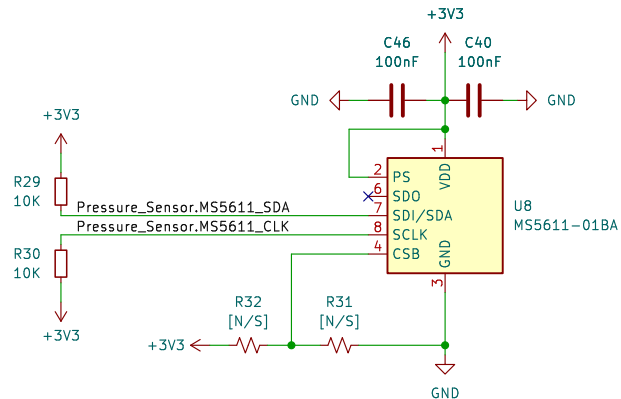 +3V3
C46
100nF
C40
100nF
GND
GND
+3V3
1
VDD
R29
10K
2
PS
6
SDO
Pressure_Sensor.MS5611_SDA
7
SDI/SDA
U8
MS5611-01BA
Pressure_Sensor.MS5611_CLK
8
SCLK
4
CSB
GND
R30
10K
3
+3V3
R32
[N/S]
R31
[N/S]
+3V3
GND